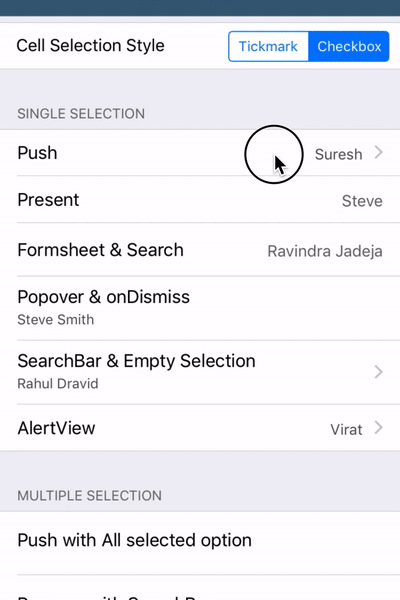 Cell Selection Style
Tickmark Checkbox
SINGLE SELECTION
Push Suresh
Present Steve
Formsheet & Search Ravindra Jadeja
Popover & onDismiss
Steve Smith
SearchBar & Empty Selection
Rahul Dravid
AlertView Virat
MULTIPLE SELECTION
Push with All selected option